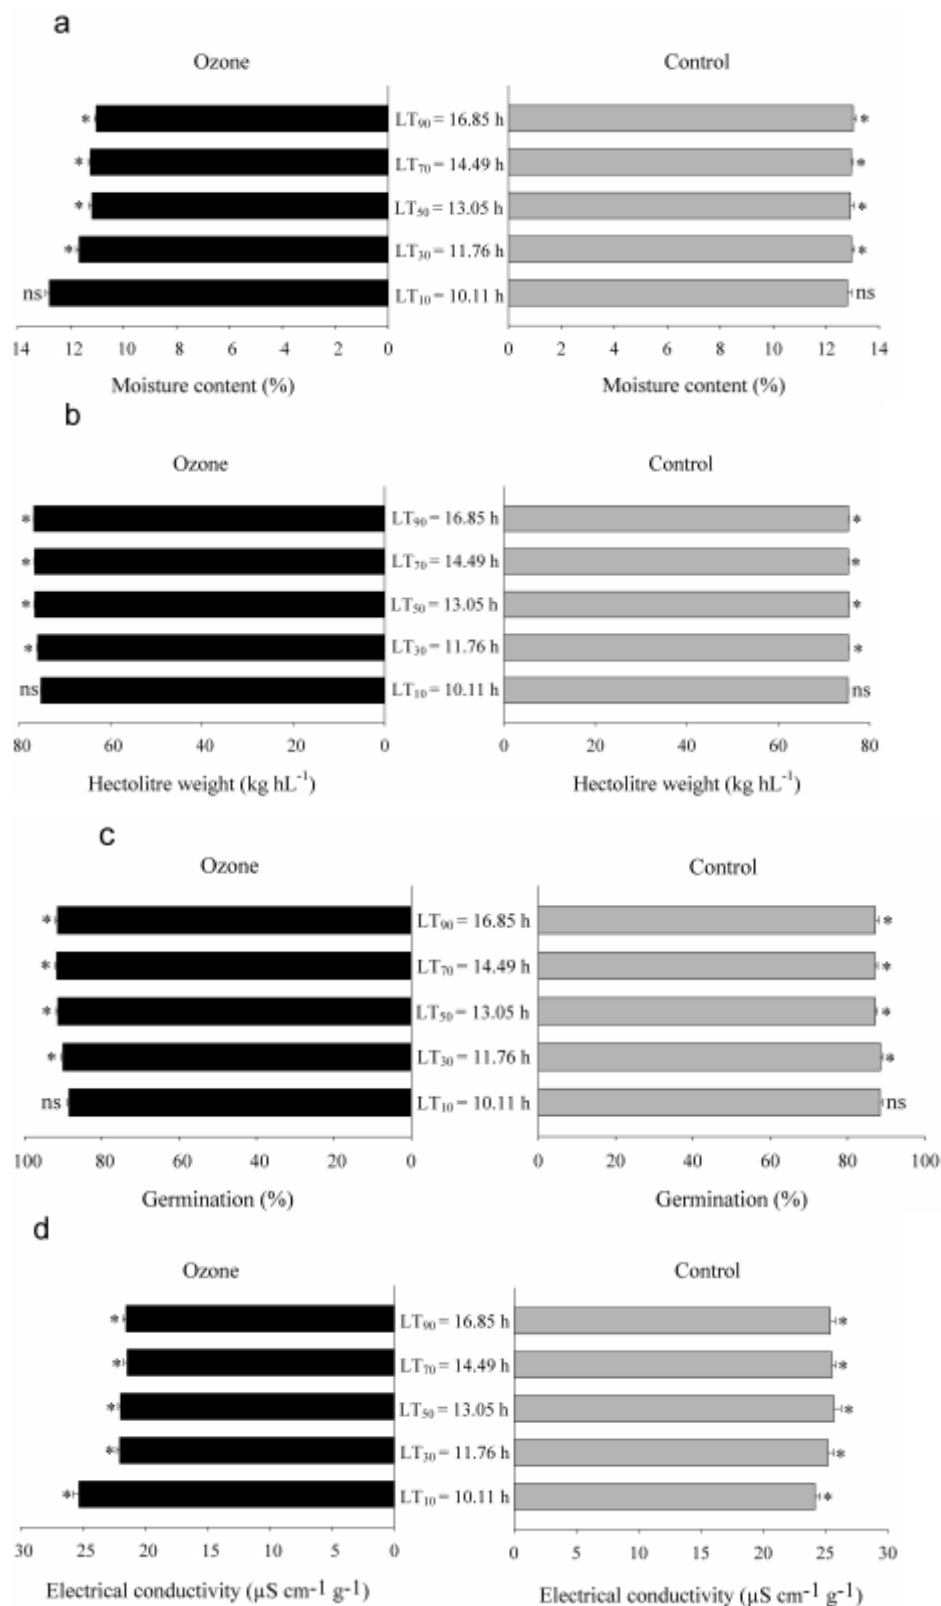 a
Ozone Control
* LT90 = 16.85 h *
* LT70 = 14.49 h *
* LT50 = 13.05 h *
* LT30 = 11.76 h *
ns LT10 = 10.11 h ns
14 12 10 8 6 4 2 0 0 2 4 6 8 10 12 14
Moisture content (%) Moisture content (%)
b
Ozone Control
* LT90 = 16.85 h *
* LT70 = 14.49 h *
* LT50 = 13.05 h *
* LT30 = 11.76 h *
ns LT10 = 10.11 h ns
80 60 40 20 0 0 20 40 60 80
Hectolitre weight (kg hL-1) Hectolitre weight (kg hL-1)
c
Ozone Control
* LT90 = 16.85 h *
* LT70 = 14.49 h *
* LT50 = 13.05 h *
* LT30 = 11.76 h *
ns LT10 = 10.11 h ns
100 80 60 40 20 0 0 20 40 60 80 100
Germination (%) Germination (%)
d
Ozone Control
* LT90 = 16.85 h *
* LT70 = 14.49 h *
* LT50 = 13.05 h *
* LT30 = 11.76 h *
* LT10 = 10.11 h *
30 25 20 15 10 5 0 0 5 10 15 20 25 30
Electrical conductivity (µS cm-1 g-1) Electrical conductivity (µS cm-1 g-1)